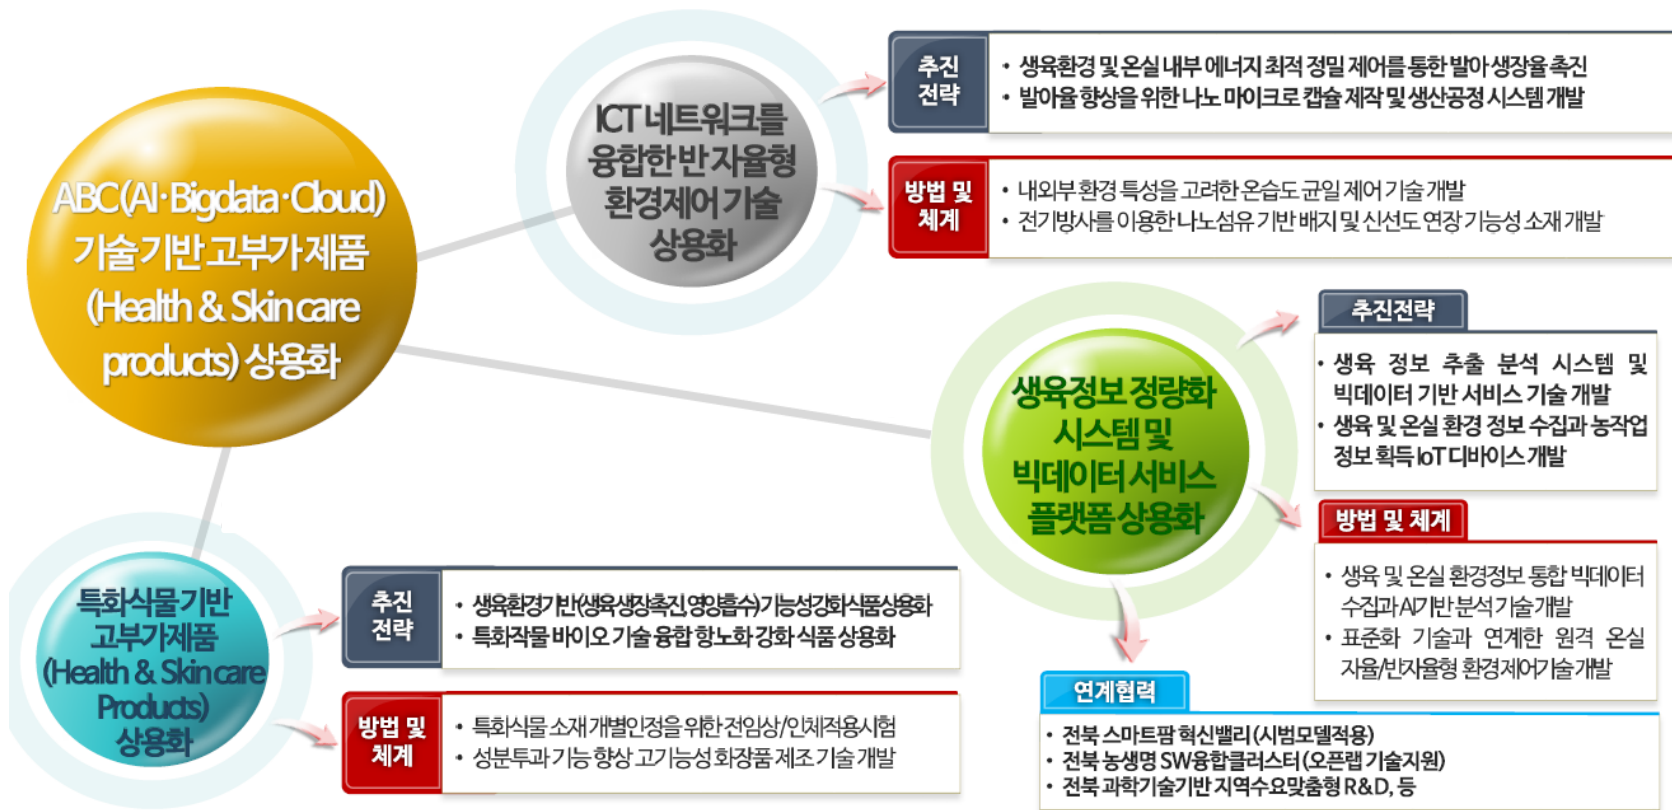 ABC(AI·Bigdata·Cloud)
기술 기반 고부가 제품
(Health & Skin care
products) 상용화
ICT 네트워크를
융합한 반 자율형
환경제어 기술
상용화
추진
전략
• 생육환경 및 온실 내부 에너지 최적 정밀 제어를 통한 발아 생장율 촉진
• 발아율 향상을 위한 나노 마이크로 캡슐 제작 및 생산공정 시스템 개발
방법 및
체계
• 내외부 환경 특성을 고려한 온습도 균일 제어 기술 개발
• 전기방사를 이용한 나노섬유 기반 배지 및 신선도 연장 기능성 소재 개발
생육정보 정량화
시스템 및
빅데이터 서비스
플랫폼 상용화
추진전략
• 생육 정보 추출 분석 시스템 및
빅데이터 기반 서비스 기술 개발
• 생육 및 온실 환경 정보 수집과 농작업
정보 획득 IoT 디바이스 개발
방법 및 체계
• 생육 및 온실 환경정보 통합 빅데이터
수집과 AI기반 분석 기술 개발
• 표준화 기술과 연계한 원격 온실
자율/반자율형 환경제어기술 개발
연계협력
• 전북 스마트팜 혁신밸리(시범모델적용)
• 전북 농생명 SW융합클러스터(오픈랩 기술지원)
• 전북 과학기술기반 지역수요맞춤형 R&D, 등
특화식물 기반
고부가제품
(Health & Skin care
Products)
상용화
추진
전략
• 생육환경기반(생육 생장촉진, 영양흡수) 기능성 강화 식품 상용화
• 특화작물 바이오 기술 융합 항노화 강화 식품 상용화
방법 및
체계
• 특화식물 소재 개별인정을 위한 전임상/인체적용시험
• 성분투과 기능 향상 고기능성 화장품 제조 기술 개발